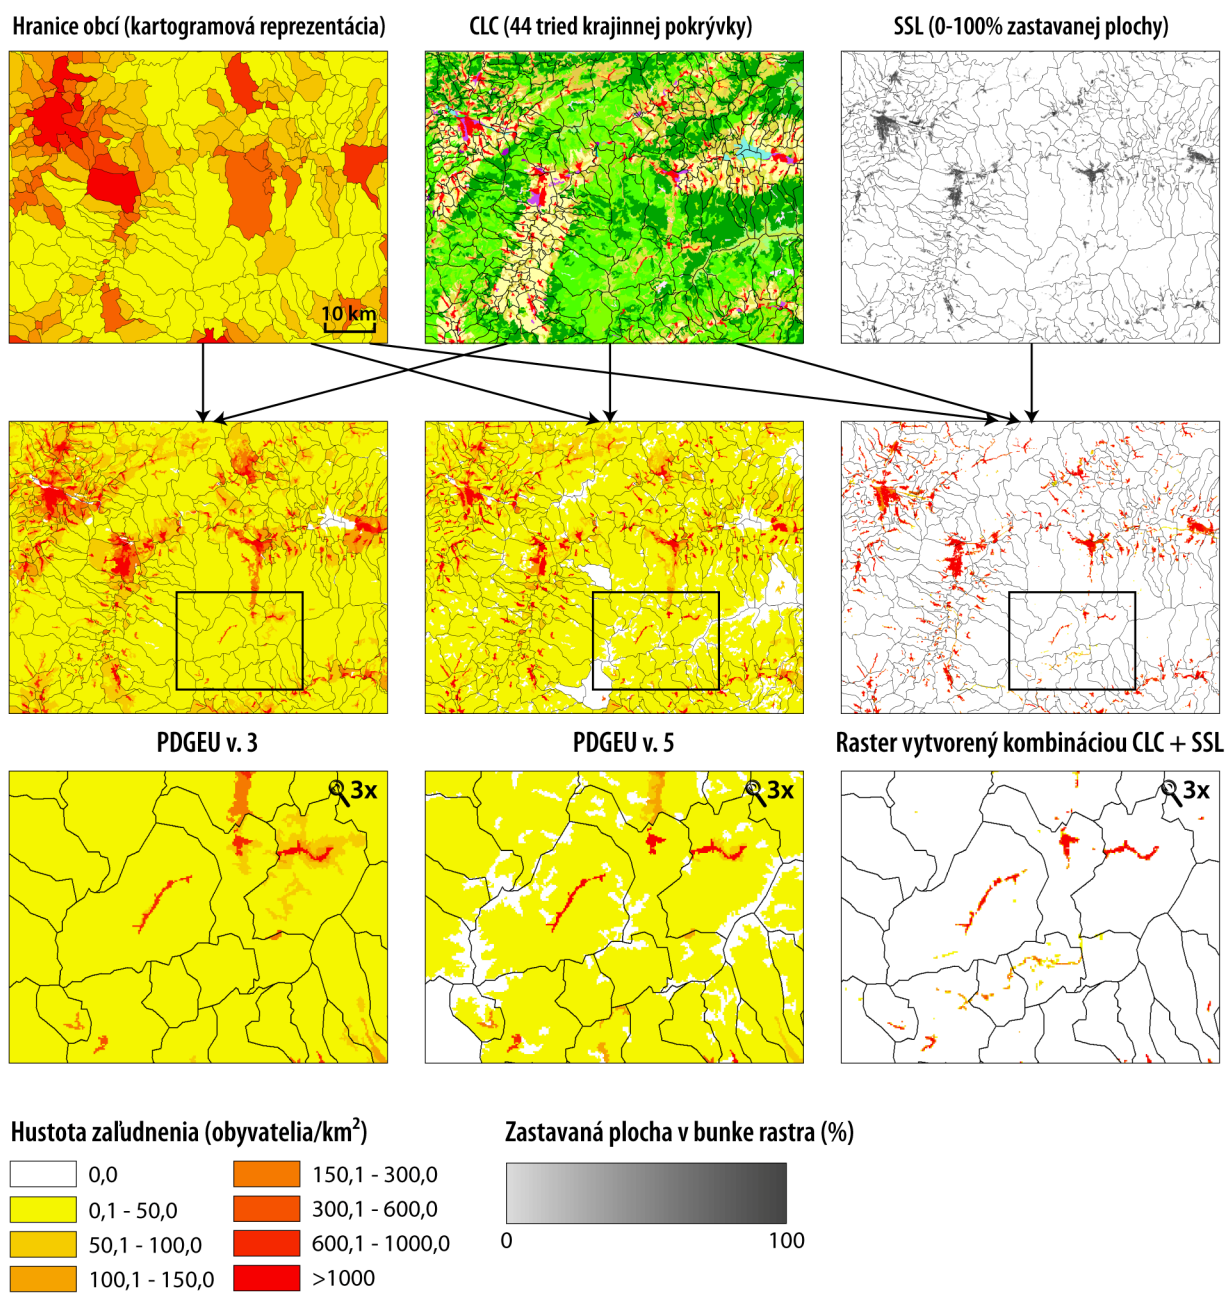 Hranice obcí (kartogramová reprezentácia)
CLC (44 tried krajinnej pokrývky)
SSL (0-100% zastavanej plochy)
10 km
PDGEU v. 3
PDGEU v. 5
Raster vytvorený kombináciou CLC + SSL
3x
3x
3x
Hustota zaľudnenia (obyvatelia/km²)
0,0
0,1 - 50,0
50,1 - 100,0
100,1 - 150,0
150,1 - 300,0
300,1 - 600,0
600,1 - 1000,0
>1000
Zastavaná plocha v bunke rastra (%)
0
100